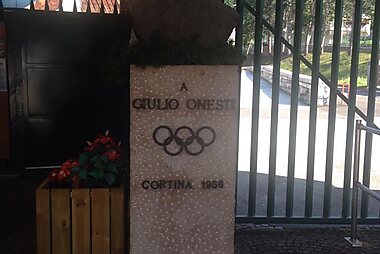 A
GIULIO ONESTI
CORTINA 1956